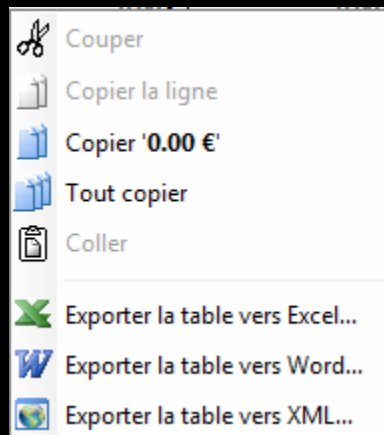 Couper
Copier la ligne
Copier '0.00 €'
Tout copier
Coller
Exporter la table vers Excel...
Exporter la table vers Word...
Exporter la table vers XML...